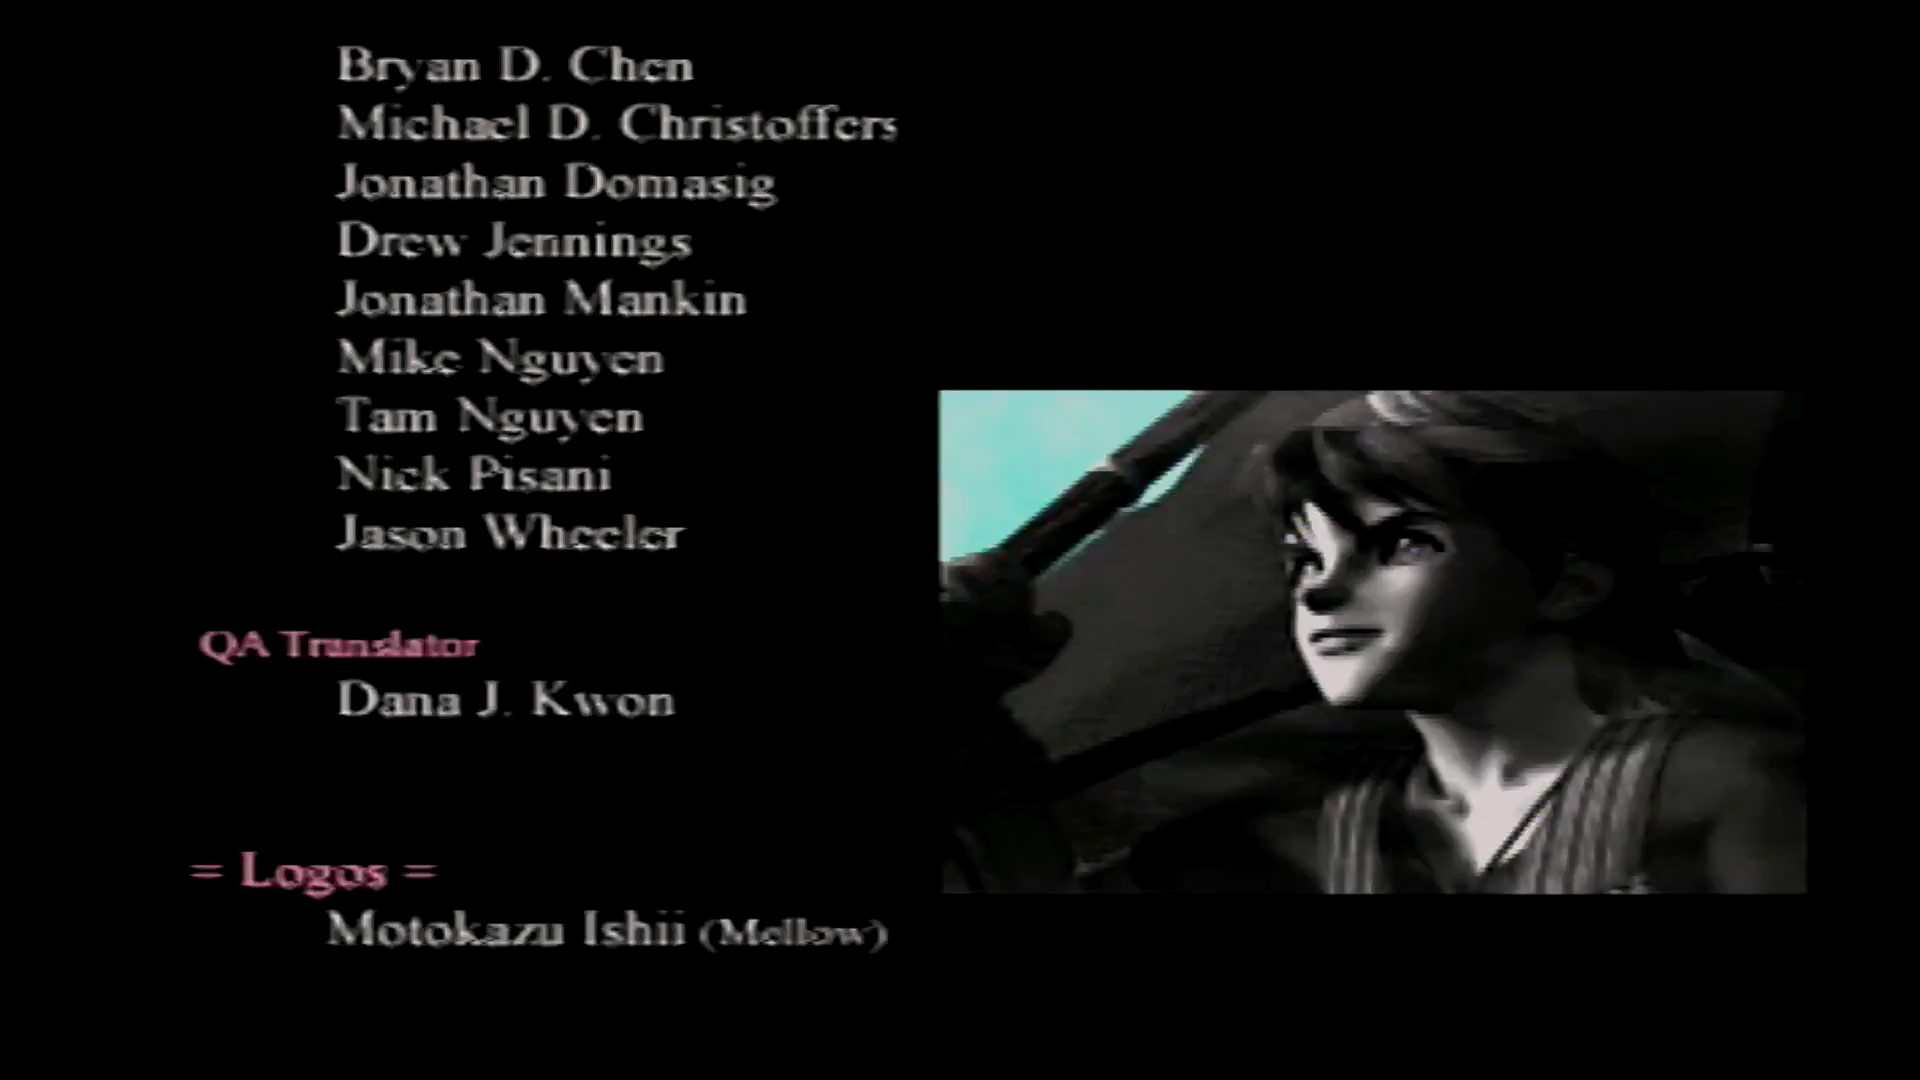 Bryan D. Chen
Michael D. Christoffers
Jonathan Domasig
Drew Jennings
Jonathan Mankin
Mike Nguyen
Tam Nguyen
Nick Pisani
Jason Wheeler
QA Translator
Dana J. Kwon
= Logos =
Motokazu Ishii (Mellow)